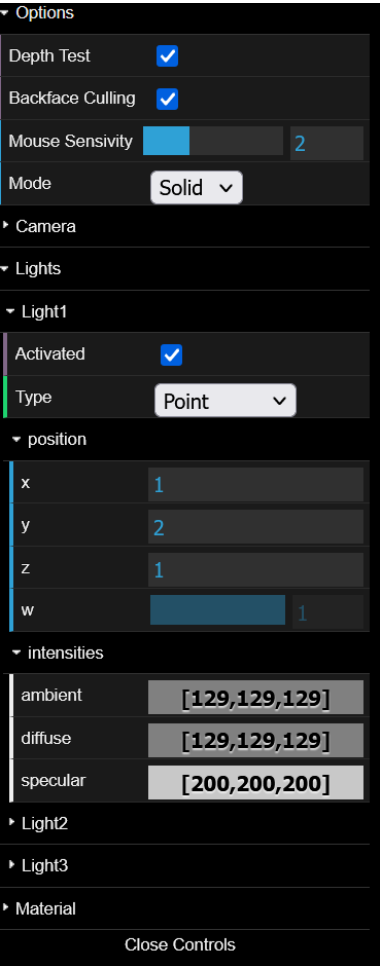 Options
Depth Test
Backface Culling
Mouse Sensivity 2
Mode Solid
Camera
Lights
Light1
Activated
Type Point
position
x 1
y 2
z 1
w 1
intensities
ambient [129,129,129]
diffuse [129,129,129]
specular [200,200,200]
Light2
Light3
Material
Close Controls